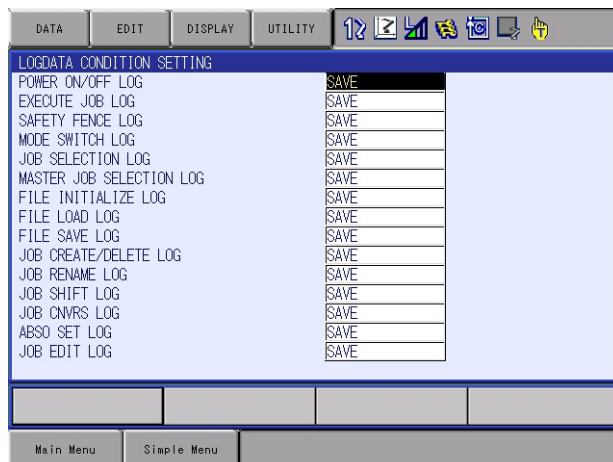 DATA EDIT DISPLAY UTILITY
LOGDATA CONDITION SETTING
POWER ON/OFF LOG SAVE
EXECUTE JOB LOG SAVE
SAFETY FENCE LOG SAVE
MODE SWITCH LOG SAVE
JOB SELECTION LOG SAVE
MASTER JOB SELECTION LOG SAVE
FILE INITIALIZE LOG SAVE
FILE LOAD LOG SAVE
FILE SAVE LOG SAVE
JOB CREATE/DELETE LOG SAVE
JOB RENAME LOG SAVE
JOB SHIFT LOG SAVE
JOB CNVRS LOG SAVE
ABSO SET LOG SAVE
JOB EDIT LOG SAVE
Main Menu Simple Menu